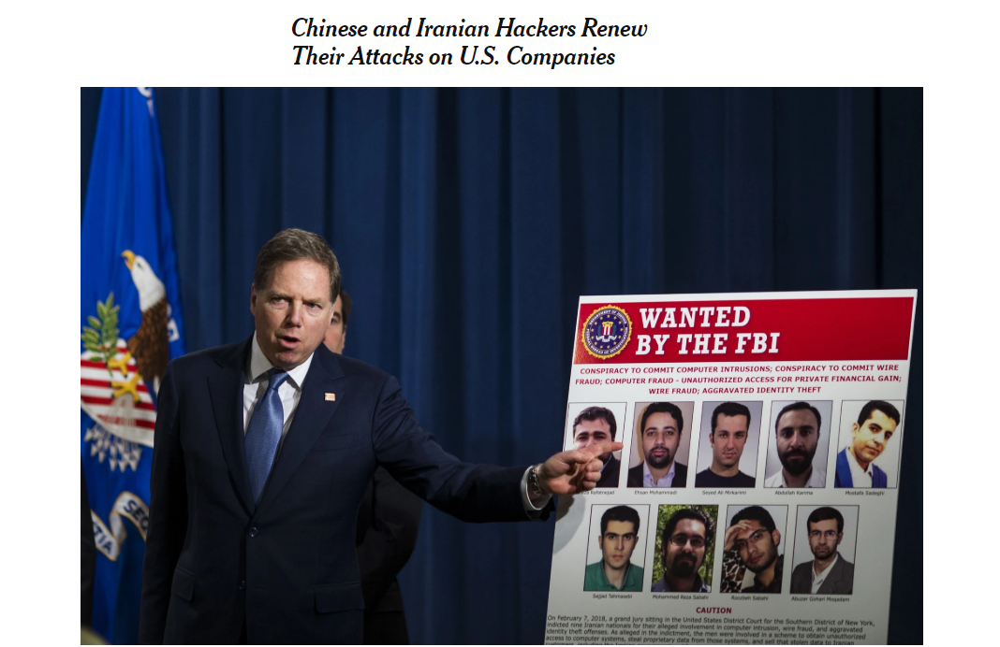 Chinese and Iranian Hackers Renew
Their Attacks on U.S. Companies
WANTED
BY THE FBI
CONSPIRACY TO COMMIT COMPUTER INTRUSIONS; CONSPIRACY TO COMMIT WIRE
FRAUD; COMPUTER FRAUD - UNAUTHORIZED ACCESS FOR PRIVATE FINANCIAL GAIN;
WIRE FRAUD; AGGRAVATED IDENTITY THEFT
Rafatnejad Ehsan Mohammadi Seyed Ali Mirkarimi Abdollah Karima Mostafa Sadeghi
Sajjad Tahmasebi Mohammed Reza Sabahi Roozbeh Sabahi Abuzar Gohari Moqadam
CAUTION
On February 7, 2018, a grand jury sitting in the United States District Court for the Southern District of New York,
indicted nine Iranian nationals for their alleged involvement in computer intrusion, wire fraud, and aggravated
identity theft offenses. As alleged in the indictment, the men were involved in a scheme to obtain unauthorized
access to computer systems, steal proprietary data from those systems, and sell that stolen data to Iranian